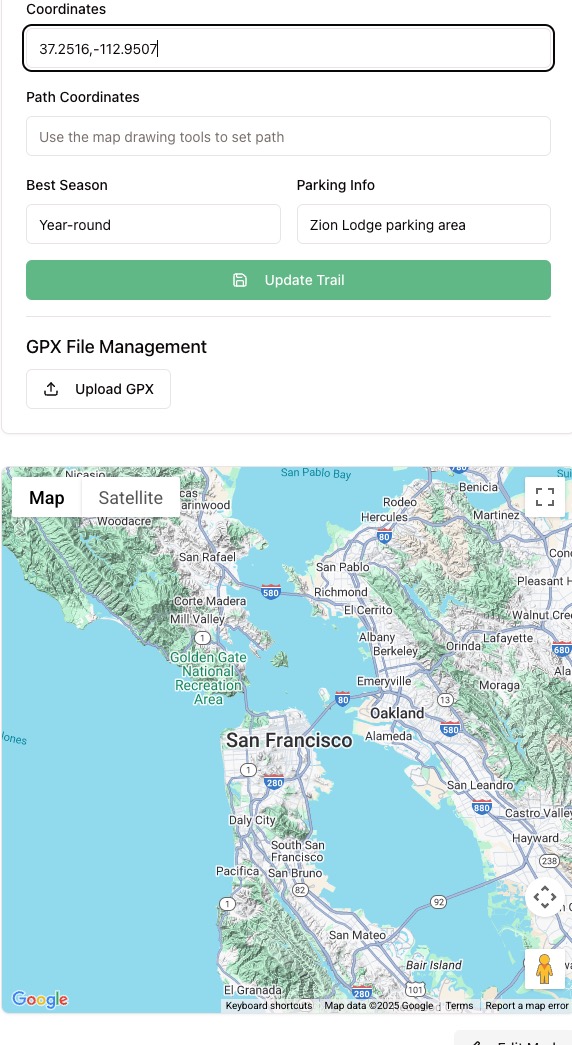 Coordinates
37.2516,-112.9507
Path Coordinates
Use the map drawing tools to set path
Best Season
Parking Info
Year-round
Zion Lodge parking area
Update Trail
GPX File Management
Upload GPX
San Pablo Bay
Nicasio
Benicia
Map
Satellite
Rodeo
Hercules
Martinez
Woodacre
80
San Rafael
San Pablo
580
Richmond
Pleasant H
Corte Madera
El Cerrito
Mill Valley
Walnut Cree
1
Albany
Lafayette
Berkeley
Orinda
680
Golden Gate
National
Recreation
Area
Emeryville
Moraga
80
13
Oakland
580
San Francisco
Alameda
1
280
San Leandro
880
Castro Valley
Daly City
Hayward
South San
Francisco
238
Pacifica
San Bruno
82
92
1
San Mateo
Bair Island
El Granada
280
101
Google
Keyboard shortcuts
Map data ©2025 Google
Terms
Report a map error